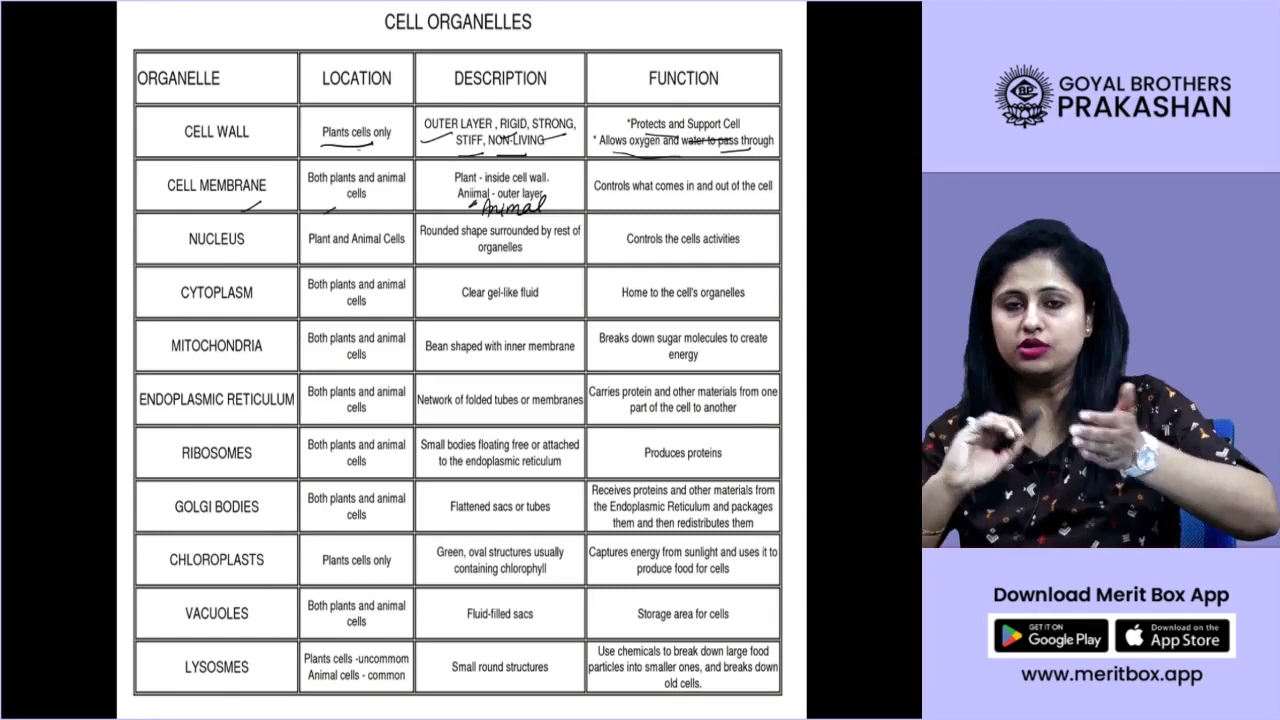 CELL ORGANELLES
ORGANELLE
LOCATION
DESCRIPTION
FUNCTION
CELL WALL
Plants cells only
OUTER LAYER , RIGID, STRONG,
STIFF, NON-LIVING
*Protects and Support Cell
* Allows oxygen and water to pass through
CELL MEMBRANE
Both plants and animal
cells
Plant - inside cell wall.
Aniimal - outer layer
Animal
Controls what comes in and out of the cell
NUCLEUS
Plant and Animal Cells
Rounded shape surrounded by rest of
organelles
Controls the cells activities
CYTOPLASM
Both plants and animal
cells
Clear gel-like fluid
Home to the cell's organelles
MITOCHONDRIA
Both plants and animal
cells
Bean shaped with inner membrane
Breaks down sugar molecules to create
energy
ENDOPLASMIC RETICULUM
Both plants and animal
cells
Network of folded tubes or membranes
Carries protein and other materials from one
part of the cell to another
RIBOSOMES
Both plants and animal
cells
Small bodies floating free or attached
to the endoplasmic reticulum
Produces proteins
GOLGI BODIES
Both plants and animal
cells
Flattened sacs or tubes
Receives proteins and other materials from
the Endoplasmic Reticulum and packages
them and then redistributes them
CHLOROPLASTS
Plants cells only
Green, oval structures usually
containing chlorophyll
Captures energy from sunlight and uses it to
produce food for cells
VACUOLES
Both plants and animal
cells
Fluid-filled sacs
Storage area for cells
LYSOSMES
Plants cells -uncommom
Animal cells - common
Small round structures
Use chemicals to break down large food
particles into smaller ones, and breaks down
old cells.
GBP
GOYAL BROTHERS
PRAKASHAN
Download Merit Box App
GET IT ON
Google Play
Download on the
App Store
www.meritbox.app